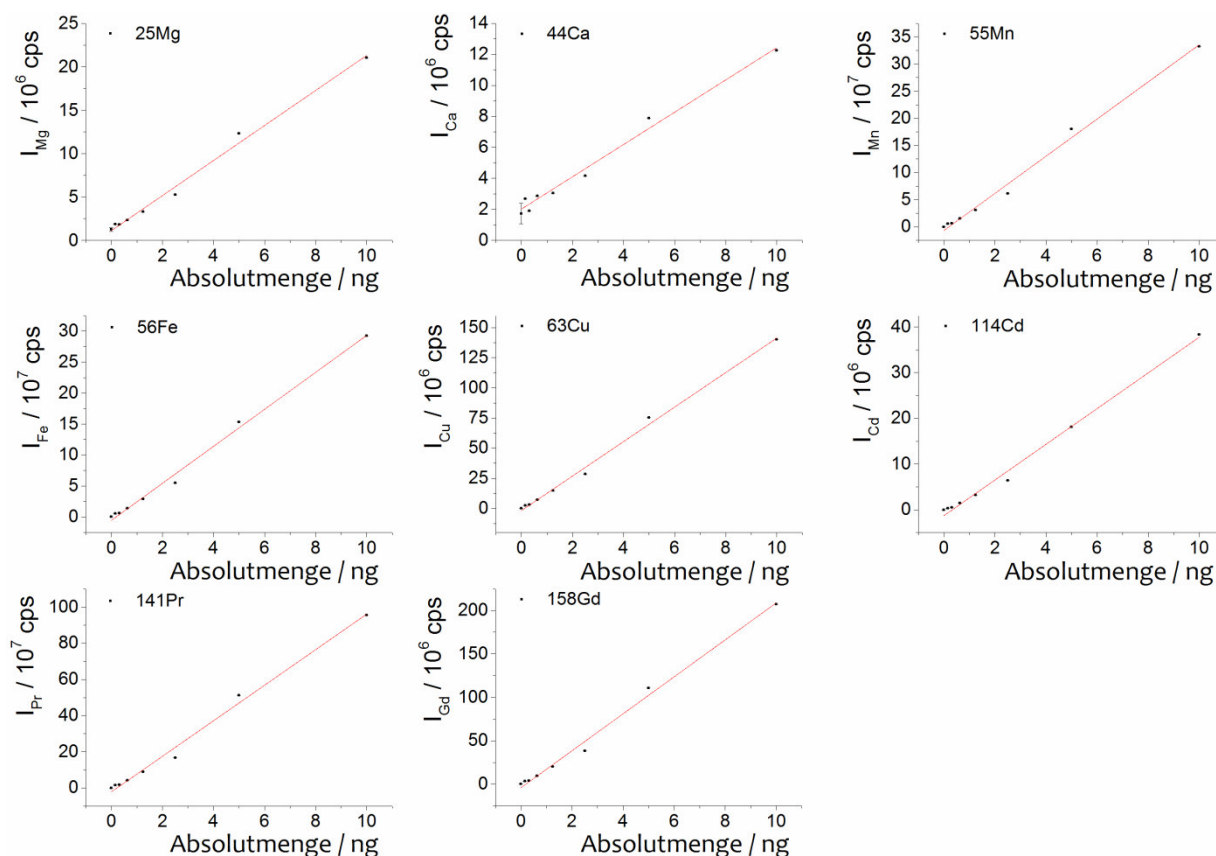 25Mg
I_Mg / 10^6 cps
25
20
15
10
5
0
0 2 4 6 8 10
Absolutmenge / ng
44Ca
I_Ca / 10^6 cps
14
12
10
8
6
4
2
0
0 2 4 6 8 10
Absolutmenge / ng
55Mn
I_Mn / 10^7 cps
35
30
25
20
15
10
5
0
0 2 4 6 8 10
Absolutmenge / ng
56Fe
I_Fe / 10^7 cps
30
25
20
15
10
5
0
0 2 4 6 8 10
Absolutmenge / ng
63Cu
I_Cu / 10^6 cps
150
125
100
75
50
25
0
0 2 4 6 8 10
Absolutmenge / ng
114Cd
I_Cd / 10^6 cps
40
30
20
10
0
0 2 4 6 8 10
Absolutmenge / ng
141Pr
I_Pr / 10^7 cps
100
80
60
40
20
0
0 2 4 6 8 10
Absolutmenge / ng
158Gd
I_Gd / 10^6 cps
200
150
100
50
0
0 2 4 6 8 10
Absolutmenge / ng